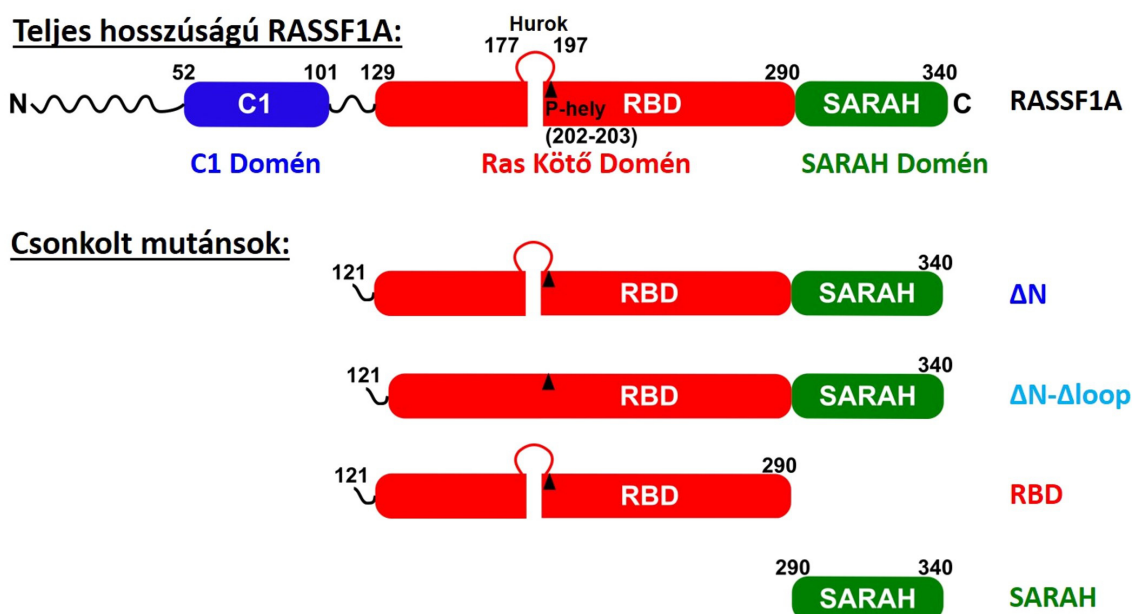 Teljes hosszúságú RASSF1A:
Hurok
177 197
52 101 129 290 340
N C1 RBD SARAH C RASSF1A
P-hely
(202-203)
C1 Domén Ras Kötő Domén SARAH Domén
Csonkolt mutánsok:
121 340
RBD SARAH ΔN
121 340
RBD SARAH ΔN-Δloop
121 290
RBD RBD
290 340
SARAH SARAH